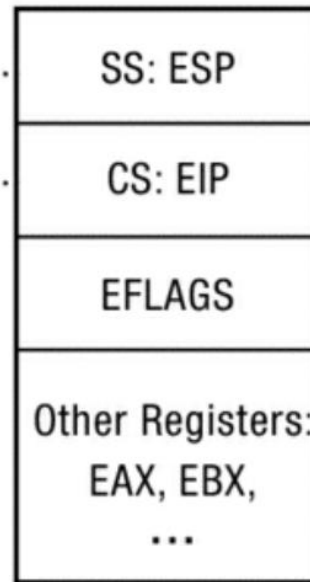 SS: ESP
CS: EIP
EFLAGS
Other Registers:
EAX, EBX,
...